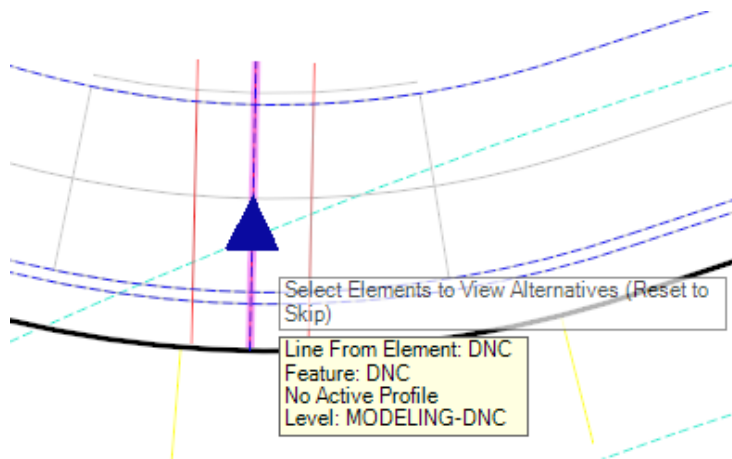 Select Elements to View Alternatives (Reset to
Skip)
Line From Element: DNC
Feature: DNC
No Active Profile
Level: MODELING-DNC